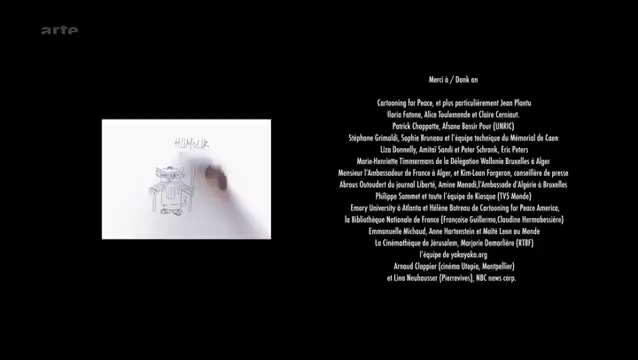 arte
HUMOUR
Merci à / Dank an
Cartooning for Peace, et plus particulièrement Jean Plantu
Ilaria Fatone, Alice Toulemonde et Claire Cerniaut.
Patrick Chappatte, Afsane Bassir Pour (UNRIC)
Stéphane Grimaldi, Sophie Bruneau et l'équipe technique du Mémorial de Caen
Liza Donnelly, Amitaï Sandi et Peter Schrank, Eric Peters
Marie-Henriette Timmermans de la Délégation Wallonie Bruxelles à Alger
Monsieur l'Ambassadeur de France à Alger, et Kim-Loan Forgeron, conseillère de presse
Abrous Outoudert du journal Liberté, Amine Menadi,l'Ambassade d'Algérie à Bruxelles
Philippe Sommet et toute l'équipe de Kiosque (TV5 Monde)
Emory University à Atlanta et Hélène Batreau de Cartooning for Peace America,
la Bibliothèque Nationale de France (Françoise Guillermo,Claudine Hermabessière)
Emmanuelle Michaud, Anne Hartenstein et Maïté Leon au Monde
La Cinémathèque de Jérusalem, Marjorie Demarlière (RTBF)
l'équipe de yakayaka.org
Arnaud Clappier (cinéma Utopia, Montpellier)
et Lina Neuhausser (Pierrevives), NBC news corp.